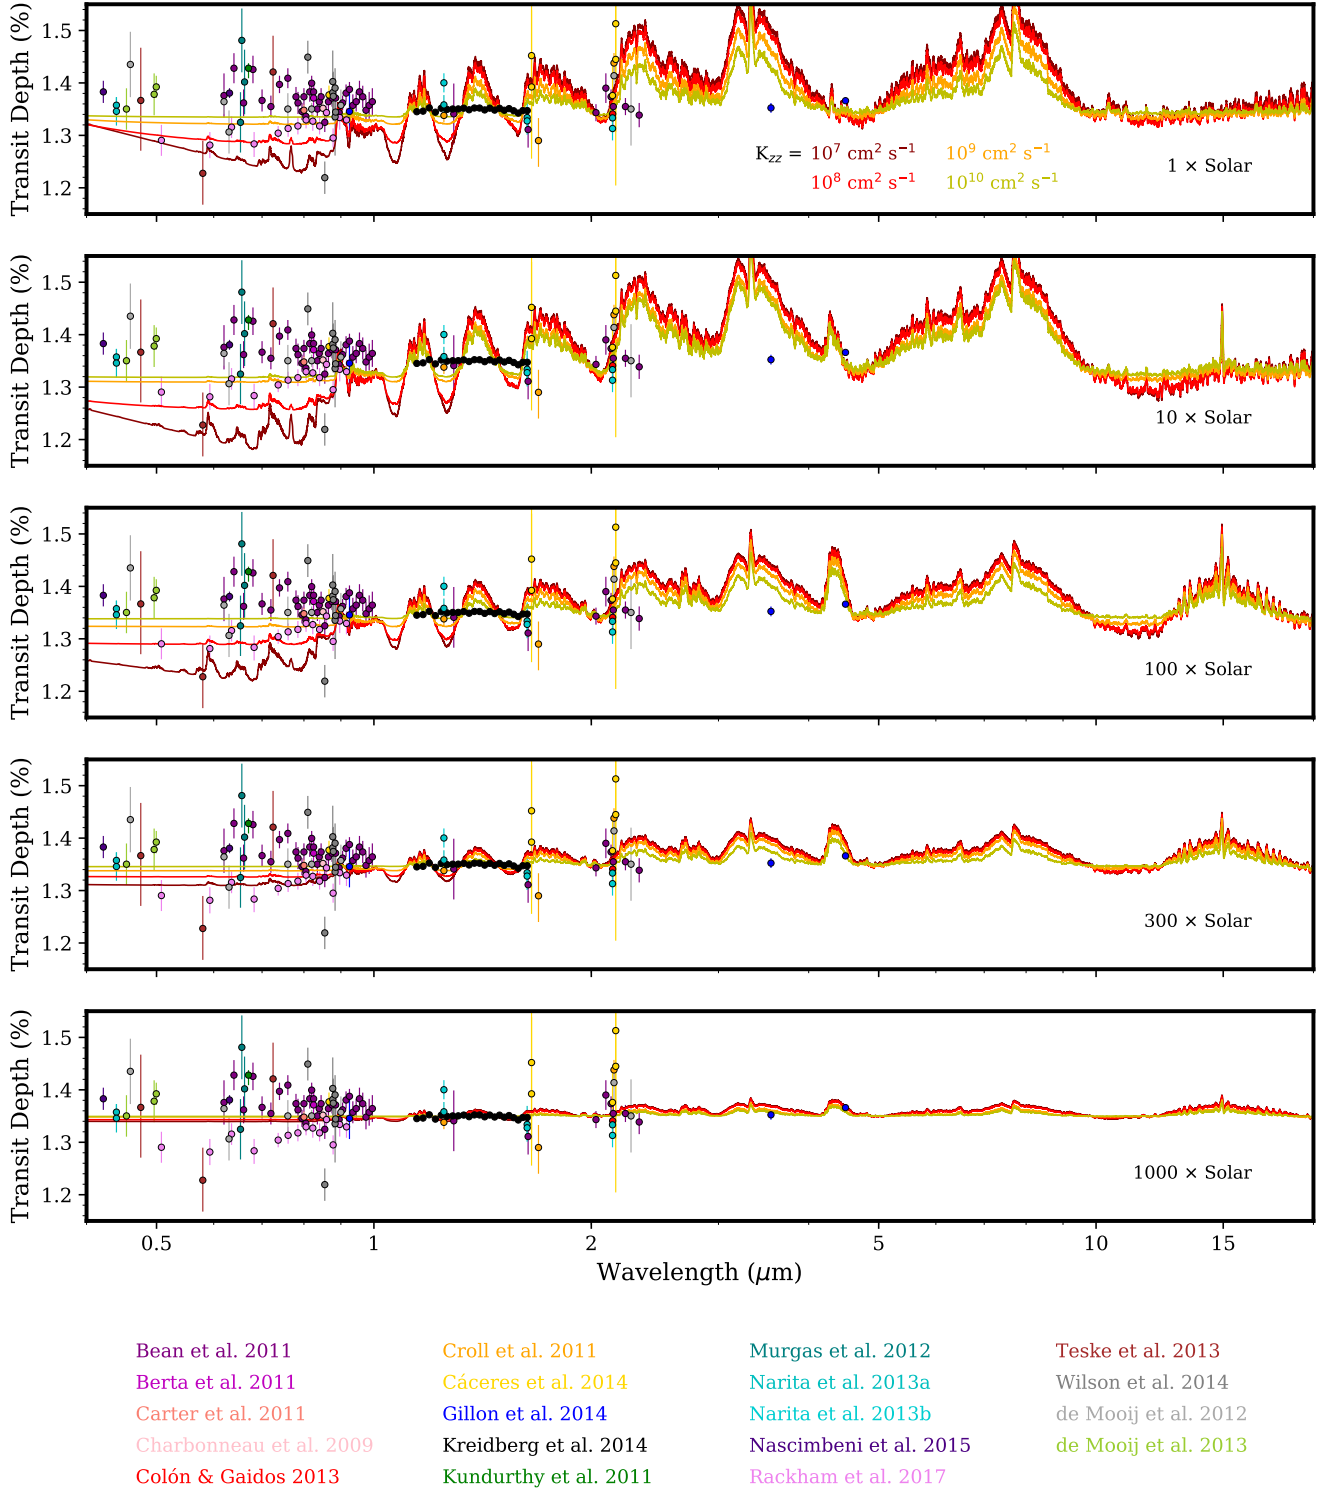 Transit Depth (%)
1.5
1.4
1.3
1.2
K_zz = 10^7 cm^2 s^−1 10^9 cm^2 s^−1
10^8 cm^2 s^−1 10^10 cm^2 s^−1
1 × Solar
Transit Depth (%)
1.5
1.4
1.3
1.2
10 × Solar
Transit Depth (%)
1.5
1.4
1.3
1.2
100 × Solar
Transit Depth (%)
1.5
1.4
1.3
1.2
300 × Solar
Transit Depth (%)
1.5
1.4
1.3
1.2
1000 × Solar
0.5 1 2 5 10 15
Wavelength (μm)
Bean et al. 2011 Croll et al. 2011 Murgas et al. 2012 Teske et al. 2013
Berta et al. 2011 Cáceres et al. 2014 Narita et al. 2013a Wilson et al. 2014
Carter et al. 2011 Gillon et al. 2014 Narita et al. 2013b de Mooij et al. 2012
Charbonneau et al. 2009 Kreidberg et al. 2014 Nascimbeni et al. 2015 de Mooij et al. 2013
Colón & Gaidos 2013 Kundurthy et al. 2011 Rackham et al. 2017